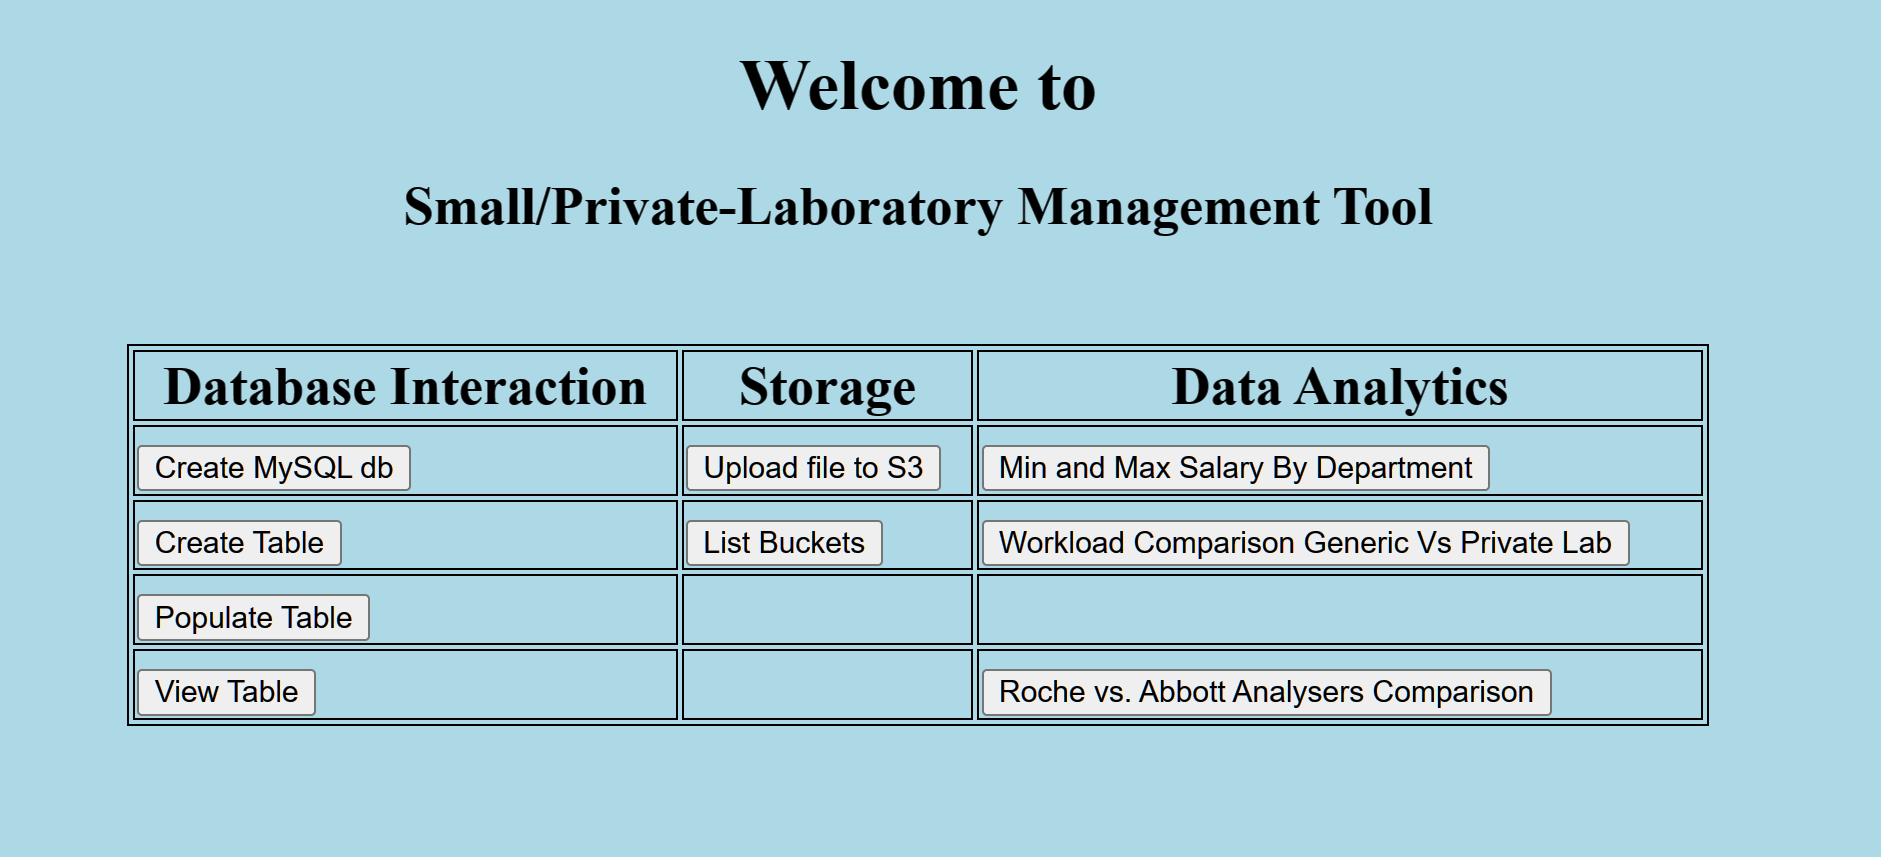 Welcome to
Small/Private-Laboratory Management Tool
Database Interaction Storage Data Analytics
Create MySQL db Upload file to S3 Min and Max Salary By Department
Create Table List Buckets Workload Comparison Generic Vs Private Lab
Populate Table
View Table Roche vs. Abbott Analysers Comparison